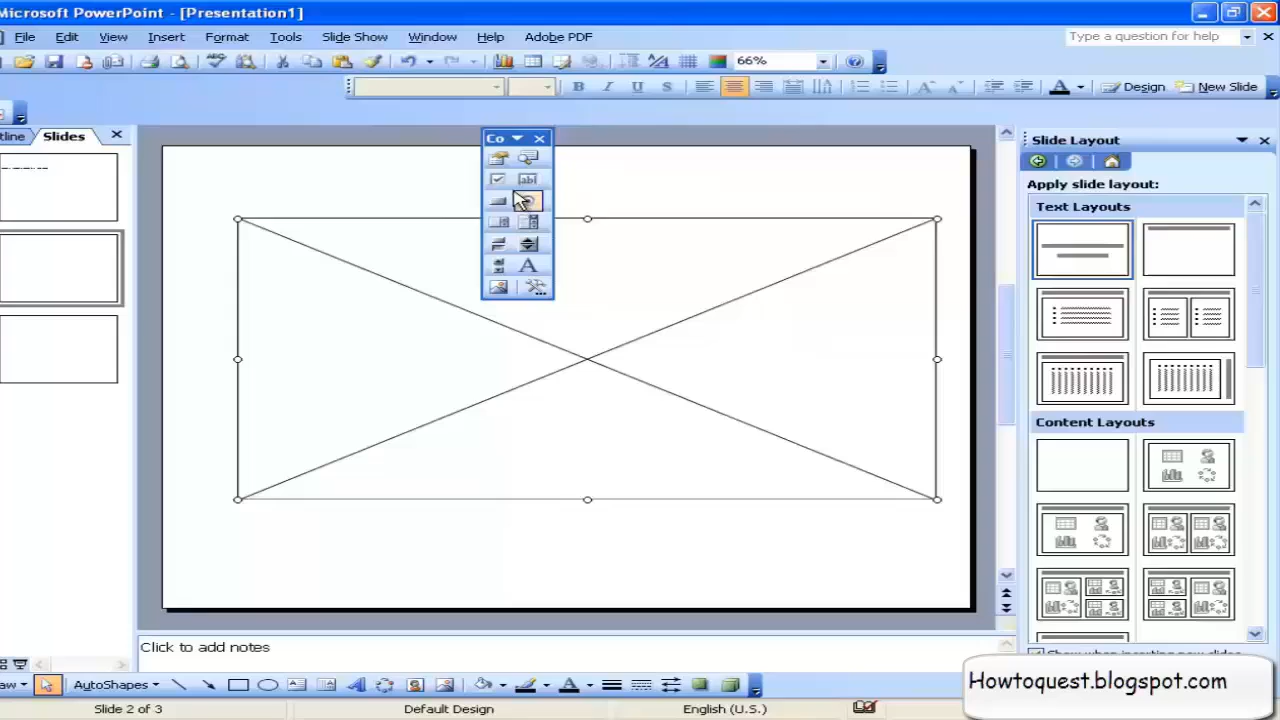 Microsoft PowerPoint - [Presentation1]
File Edit View Insert Format Tools Slide Show Window Help Adobe PDF
Type a question for help
66%
B I U S A Design New Slide
Slides
Co
Slide Layout
Apply slide layout:
Text Layouts
Content Layouts
Click to add notes
AutoShapes
Slide 2 of 3 Default Design English (U.S.)
Howtoquest.blogspot.com